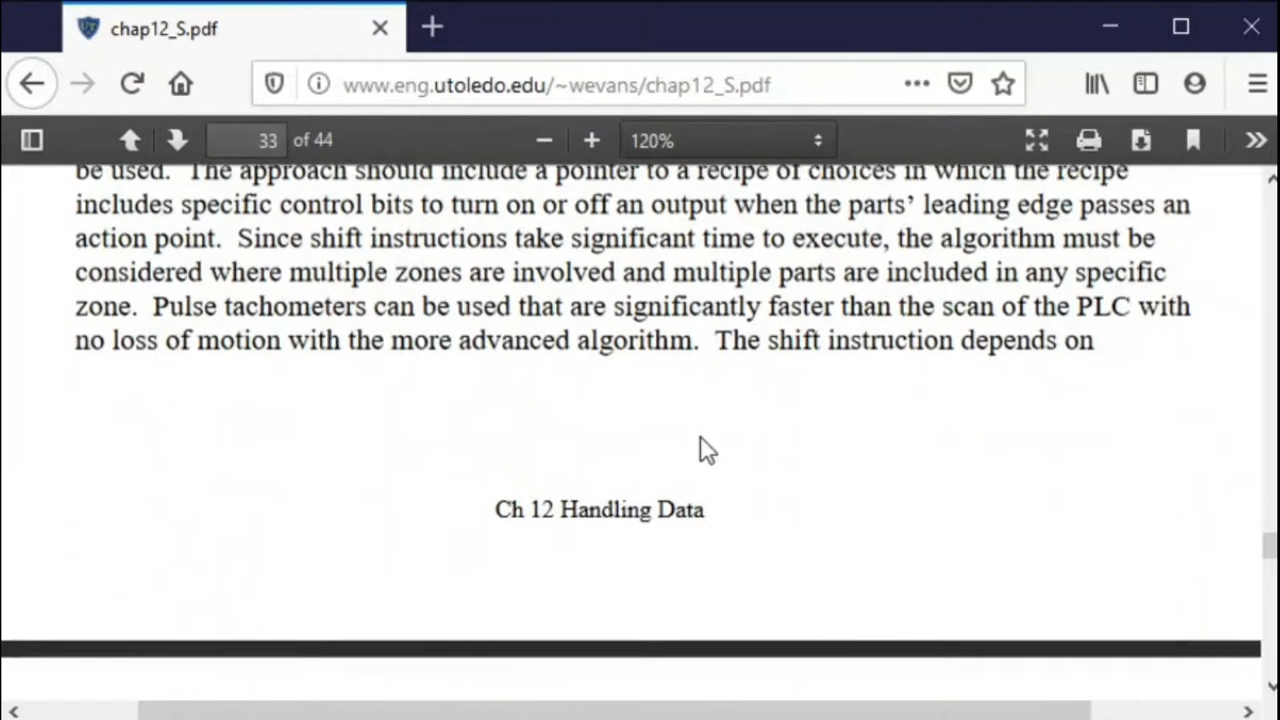 chap12_S.pdf
www.eng.utoledo.edu/~wevans/chap12_S.pdf
33 of 44
120%
be used. The approach should include a pointer to a recipe of choices in which the recipe
includes specific control bits to turn on or off an output when the parts’ leading edge passes an
action point. Since shift instructions take significant time to execute, the algorithm must be
considered where multiple zones are involved and multiple parts are included in any specific
zone. Pulse tachometers can be used that are significantly faster than the scan of the PLC with
no loss of motion with the more advanced algorithm. The shift instruction depends on
Ch 12 Handling Data